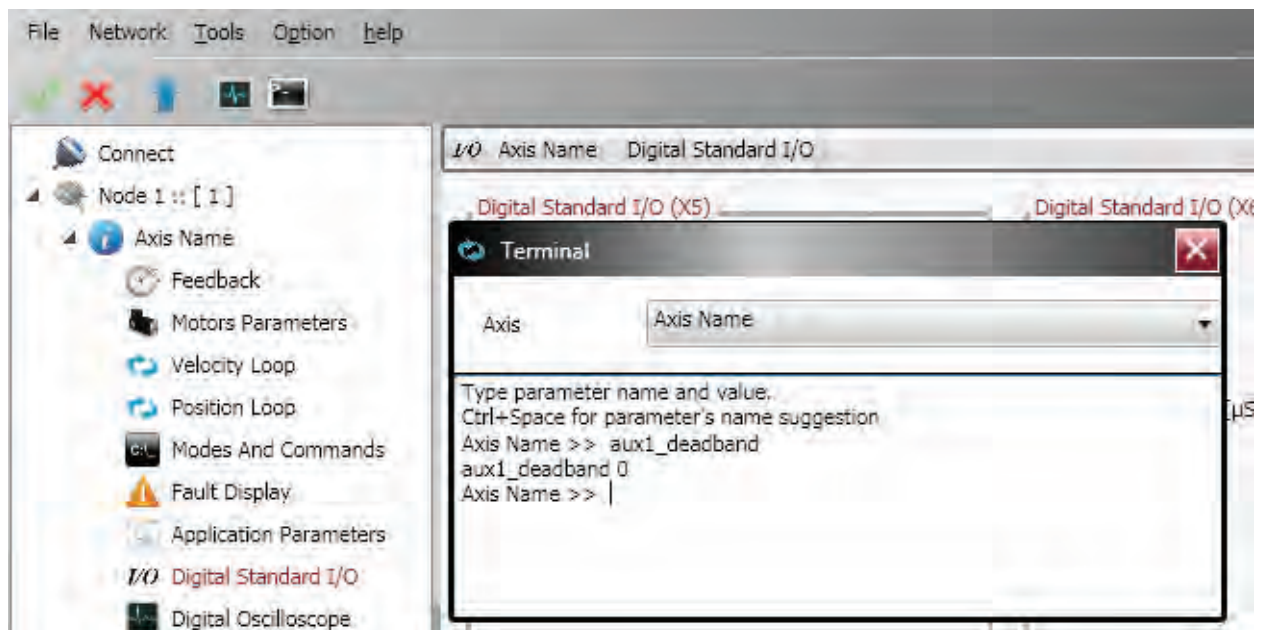 File Network Tools Option help
Connect
Node 1 :: [ 1 ]
Axis Name
Feedback
Motors Parameters
Velocity Loop
Position Loop
Modes And Commands
Fault Display
Application Parameters
I/O Digital Standard I/O
Digital Oscilloscope
I/O Axis Name Digital Standard I/O
Digital Standard I/O (X5) Digital Standard I/O (X6
Terminal
Axis Axis Name
Type parameter name and value.
Ctrl+Space for parameter's name suggestion
Axis Name >> aux1_deadband
aux1_deadband 0
Axis Name >>